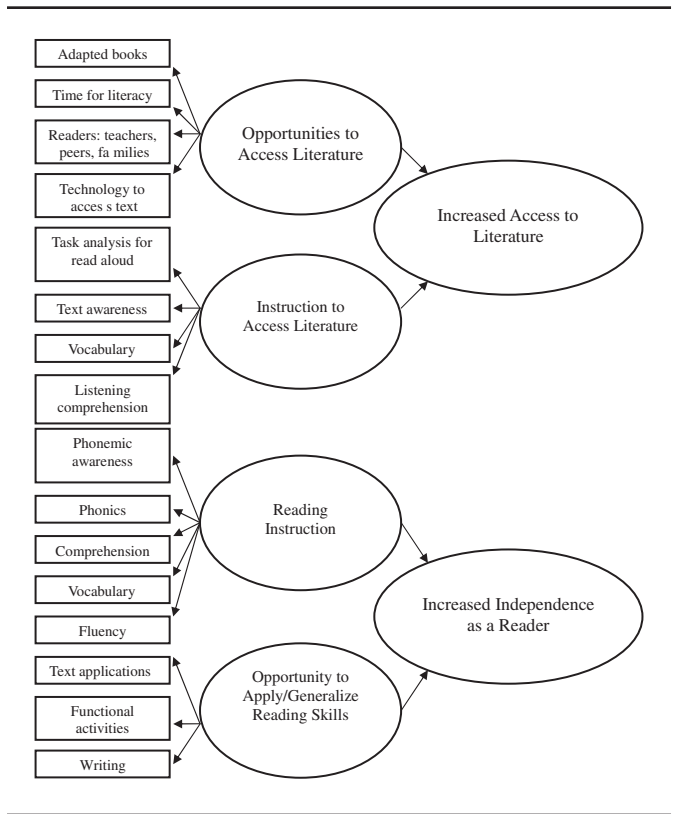 Adapted books
Time for literacy
Readers: teachers,
peers, fa milies
Technology to
acces s text
Opportunities to
Access Literature
Increased Access to
Literature
Task analysis for
read aloud
Text awareness
Vocabulary
Listening
comprehension
Instruction to
Access Literature
Phonemic
awareness
Phonics
Comprehension
Vocabulary
Fluency
Reading
Instruction
Increased Independence
as a Reader
Text applications
Functional
activities
Writing
Opportunity to
Apply/Generalize
Reading Skills